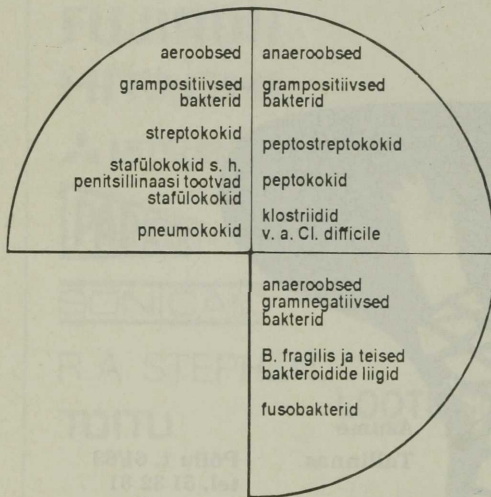 aeroobsed
grampositiivsed
bakterid
streptokokid
stafülokokid s. h.
penitsillinaasi tootvad
stafülokokid
pneumokokid
anaeroobsed
grampositiivsed
bakterid
peptostreptokokid
peptokokid
klostriidid
v. a. Cl. difficile
anaeroobsed
gramnegatiivsed
bakterid
B. fragilis ja teised
bakteroidide liigid
fusobakterid